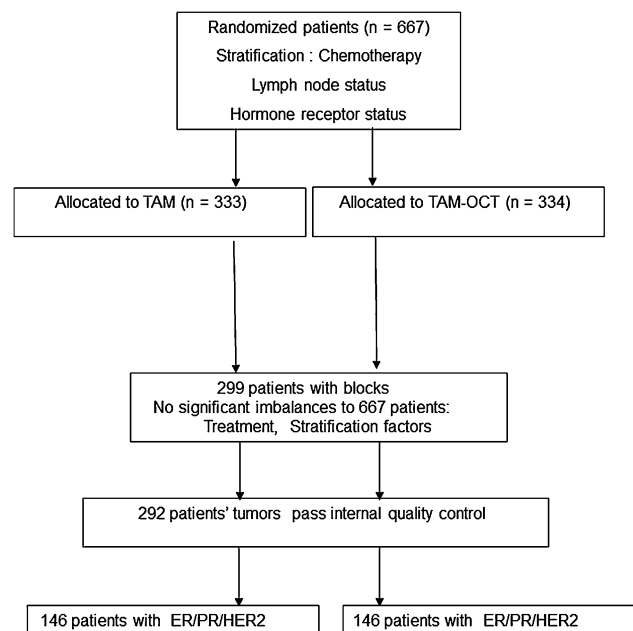 Randomized patients (n = 667)
Stratification : Chemotherapy
Lymph node status
Hormone receptor status
Allocated to TAM (n = 333)
Allocated to TAM-OCT (n = 334)
299 patients with blocks
No significant imbalances to 667 patients:
Treatment, Stratification factors
292 patients’ tumors pass internal quality control
146 patients with ER/PR/HER2
146 patients with ER/PR/HER2